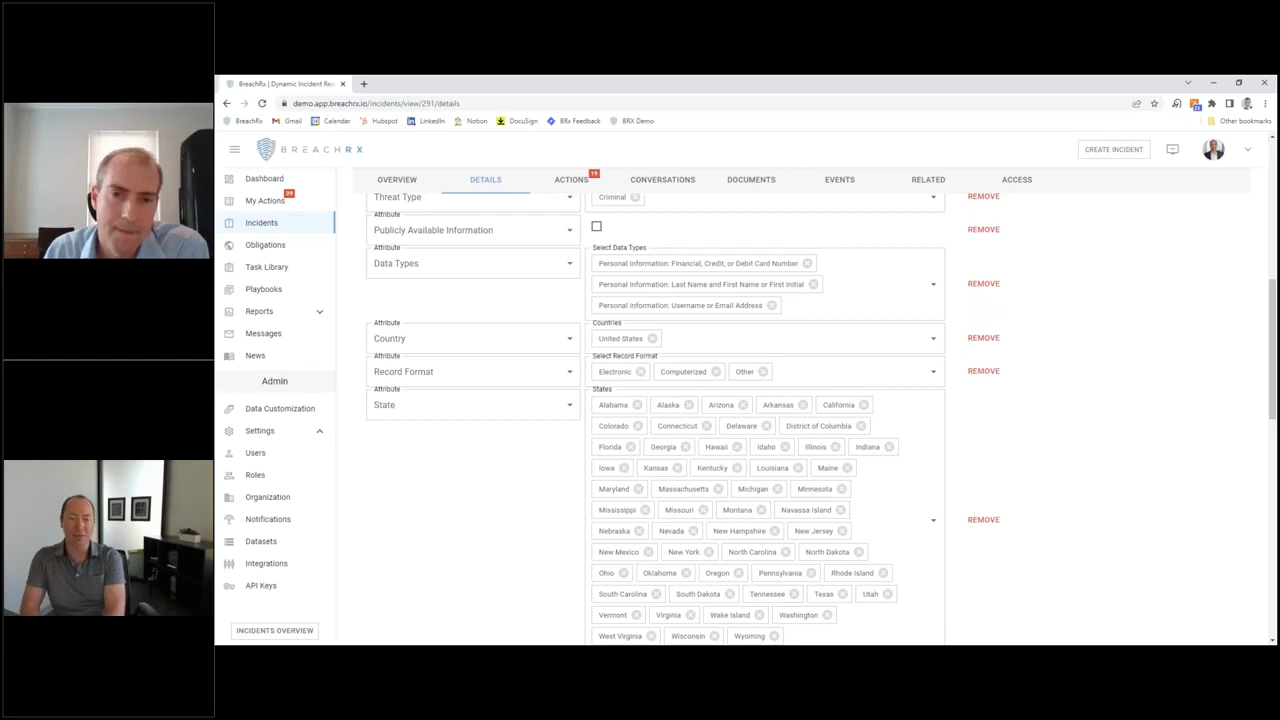 BreachRx | Dynamic Incident Re
demo.app.breachrx.io/incidents/view/291/details
BreachRx Gmail Calendar Hubspot LinkedIn Notion DocuSign BRx Feedback BRX Demo Other bookmarks
BREACHRX CREATE INCIDENT
OVERVIEW DETAILS ACTIONS 19 CONVERSATIONS DOCUMENTS EVENTS RELATED ACCESS
Dashboard
My Actions 39
Incidents
Obligations
Task Library
Playbooks
Reports
Messages
News
Admin
Data Customization
Settings
Users
Roles
Organization
Notifications
Datasets
Integrations
API Keys
INCIDENTS OVERVIEW
Threat Type Criminal REMOVE
Attribute
Publicly Available Information REMOVE
Attribute Select Data Types
Data Types Personal Information: Financial, Credit, or Debit Card Number
Personal Information: Last Name and First Name or First Initial REMOVE
Personal Information: Username or Email Address
Attribute Countries
Country United States REMOVE
Attribute Select Record Format
Record Format Electronic Computerized Other REMOVE
Attribute States
State Alabama Alaska Arizona Arkansas California
Colorado Connecticut Delaware District of Columbia
Florida Georgia Hawaii Idaho Illinois Indiana
Iowa Kansas Kentucky Louisiana Maine
Maryland Massachusetts Michigan Minnesota
Mississippi Missouri Montana Navassa Island
REMOVE
Nebraska Nevada New Hampshire New Jersey
New Mexico New York North Carolina North Dakota
Ohio Oklahoma Oregon Pennsylvania Rhode Island
South Carolina South Dakota Tennessee Texas Utah
Vermont Virginia Wake Island Washington
West Virginia Wisconsin Wyoming